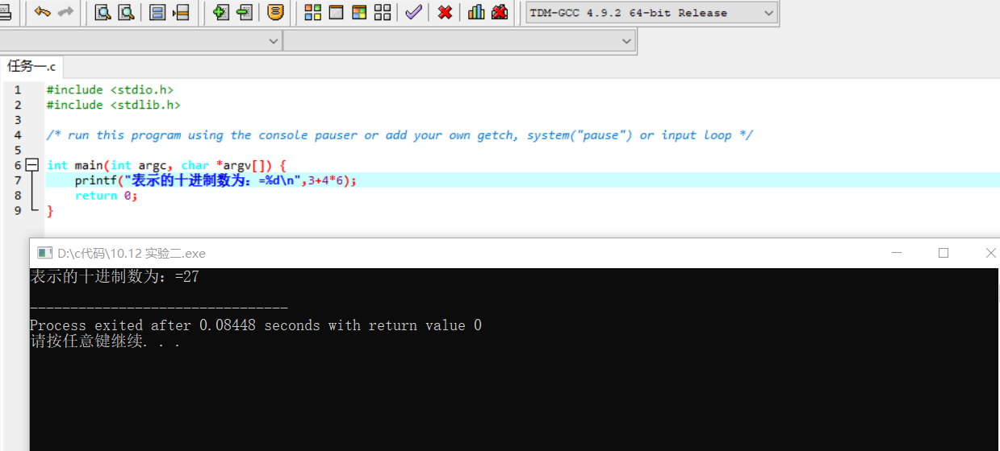 TDM-GCC 4.9.2 64-bit Release
任务一.c
1 #include <stdio.h>
2 #include <stdlib.h>
3
4 /* run this program using the console pauser or add your own getch, system("pause") or input loop */
5
6 int main(int argc, char *argv[]) {
7 printf("表示的十进制数为：=%d\n",3+4*6);
8 return 0;
9 }
D:\c代码\10.12 实验二.exe
表示的十进制数为：=27
--------------------------------
Process exited after 0.08448 seconds with return value 0
请按任意键继续. . .